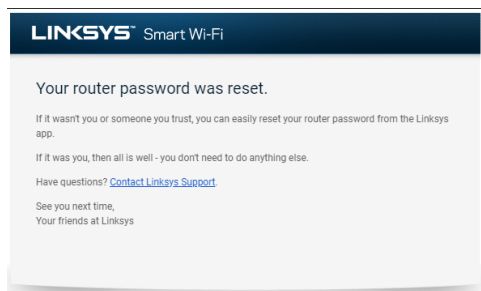 LINKSYS™ Smart Wi-Fi
Your router password was reset.
If it wasn't you or someone you trust, you can easily reset your router password from the Linksys
app.
If it was you, then all is well - you don't need to do anything else.
Have questions? Contact Linksys Support.
See you next time,
Your friends at Linksys